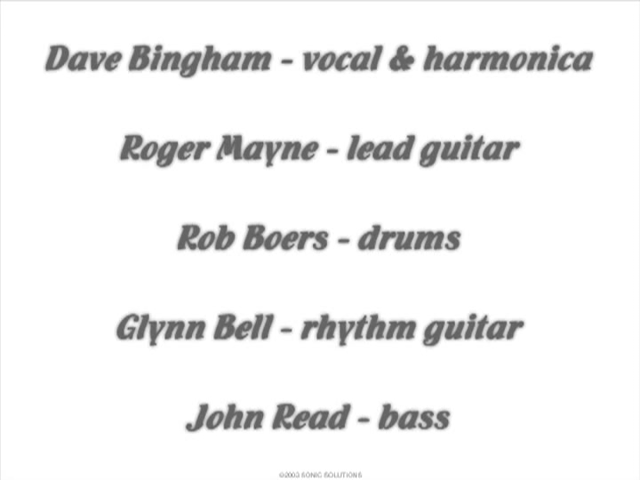 Dave Bingham - vocal & harmonica
Roger Mayne - lead guitar
Rob Boers - drums
Glynn Bell - rhythm guitar
John Read - bass
©2003 SONIC SOLUTIONS